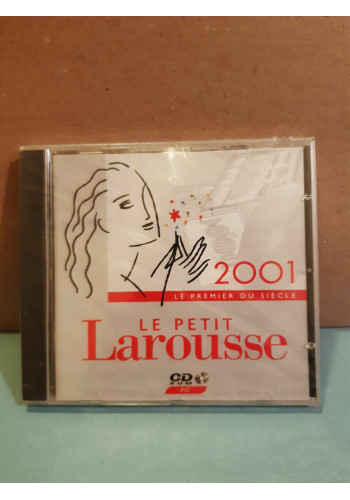 2001
LE PREMIER DU SIÈCLE
LE PETIT
Larousse
CD
ROM
PC